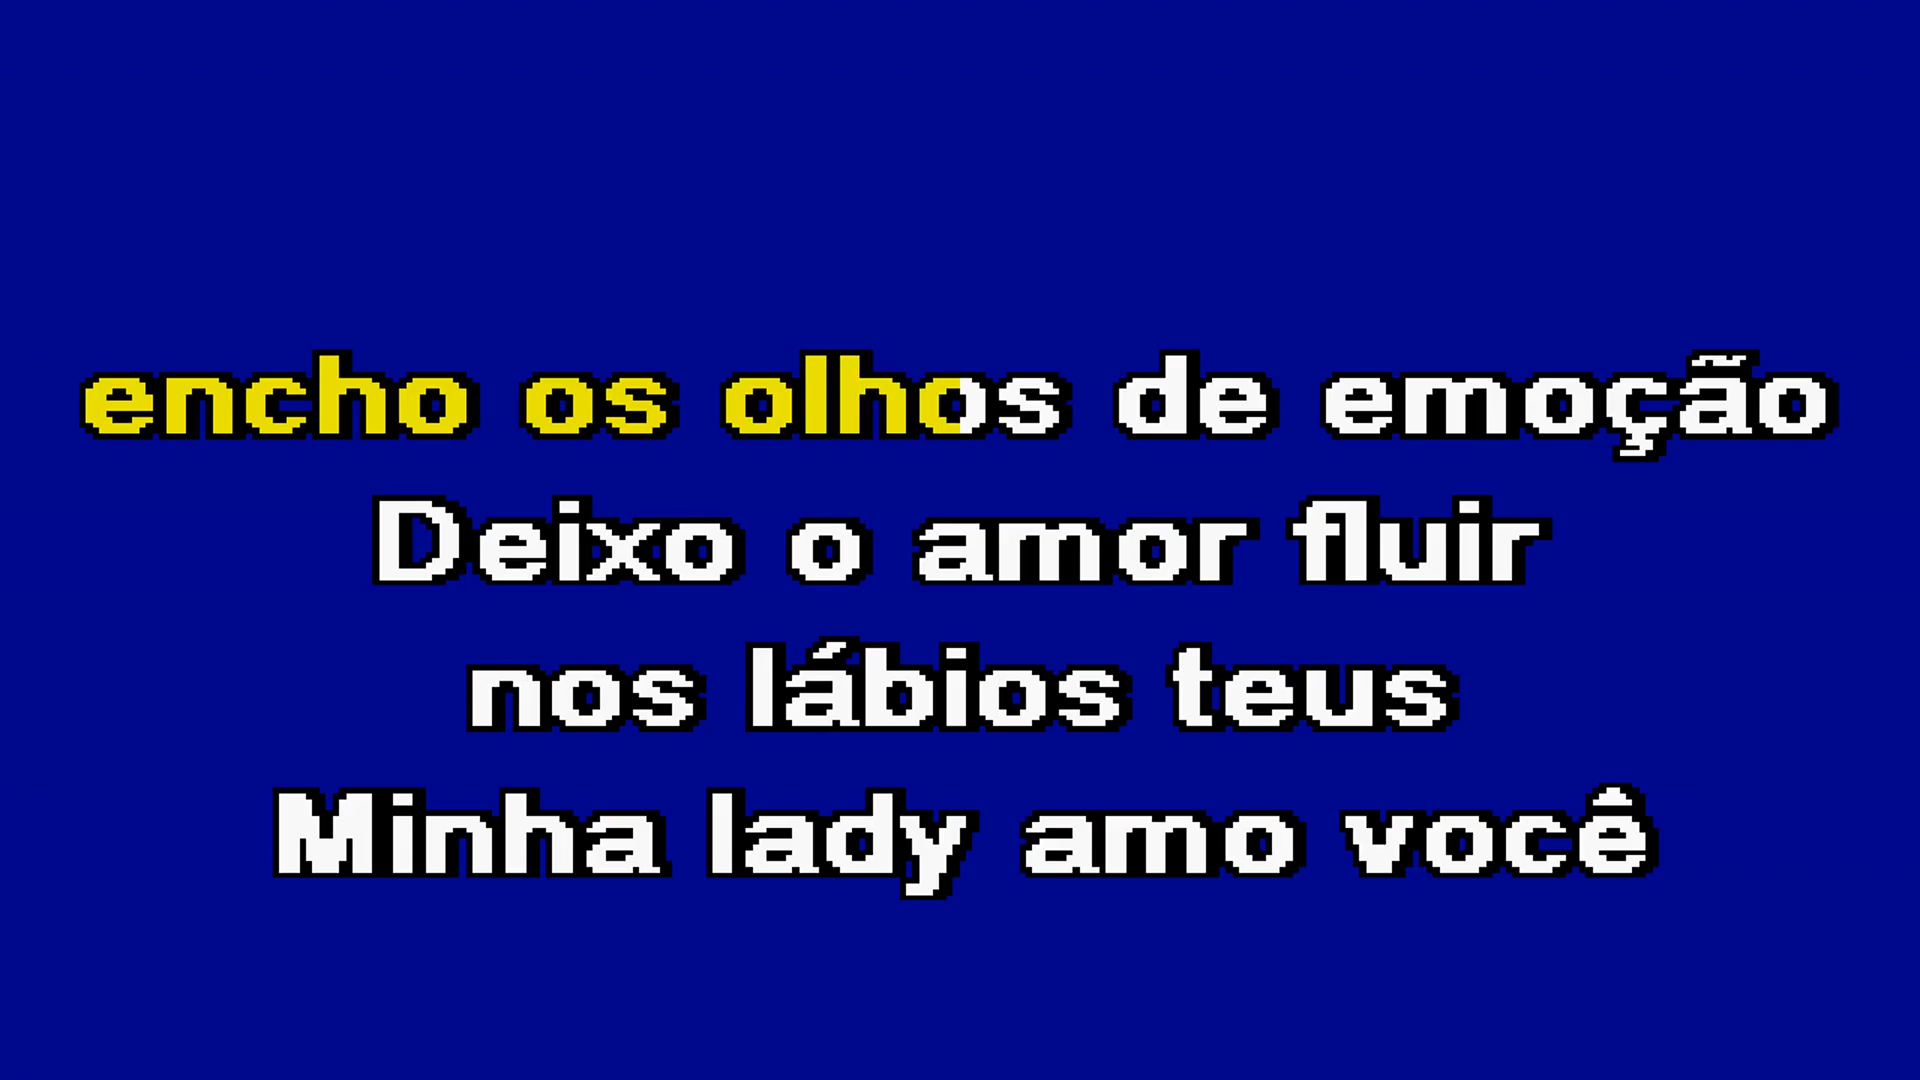 encho os olhos de emoção
Deixo o amor fluir
nos lábios teus
Minha lady amo você